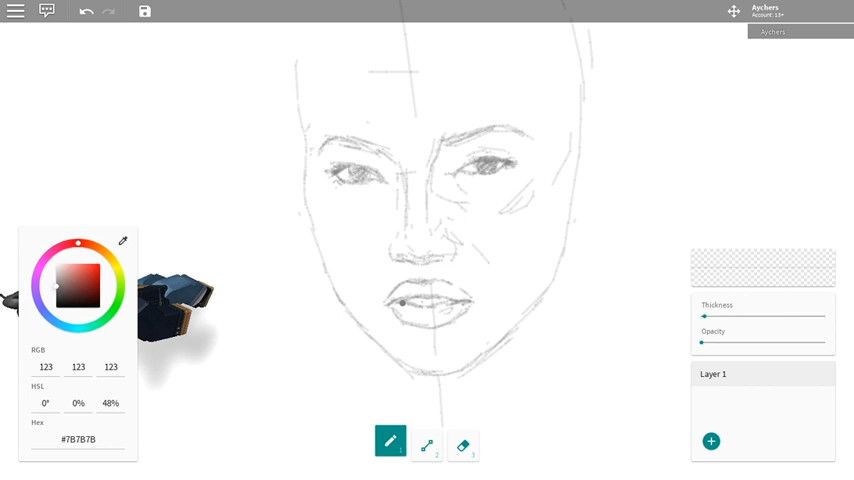 Aychers
Account: 13+
Aychers
RGB
123 123 123
HSL
0° 0% 48%
Hex
#7B7B7B
1
2
3
Thickness
Opacity
Layer 1